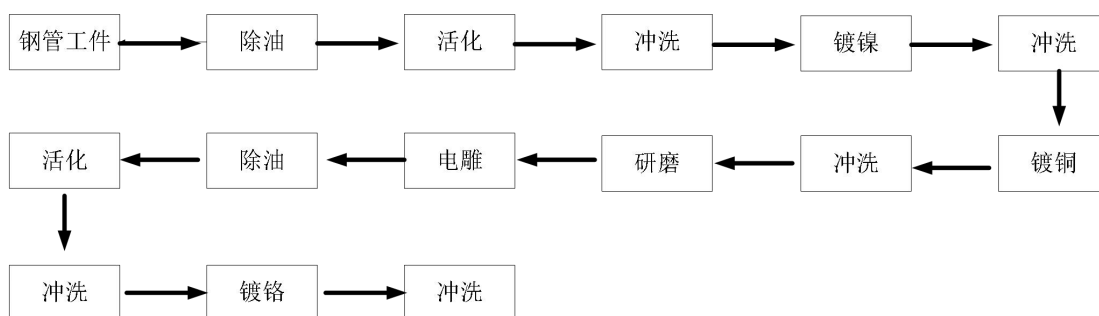 钢管工件 除油 活化 冲洗 镀镍 冲洗
活化 除油 电雕 研磨 冲洗 镀铜
冲洗 镀铬 冲洗